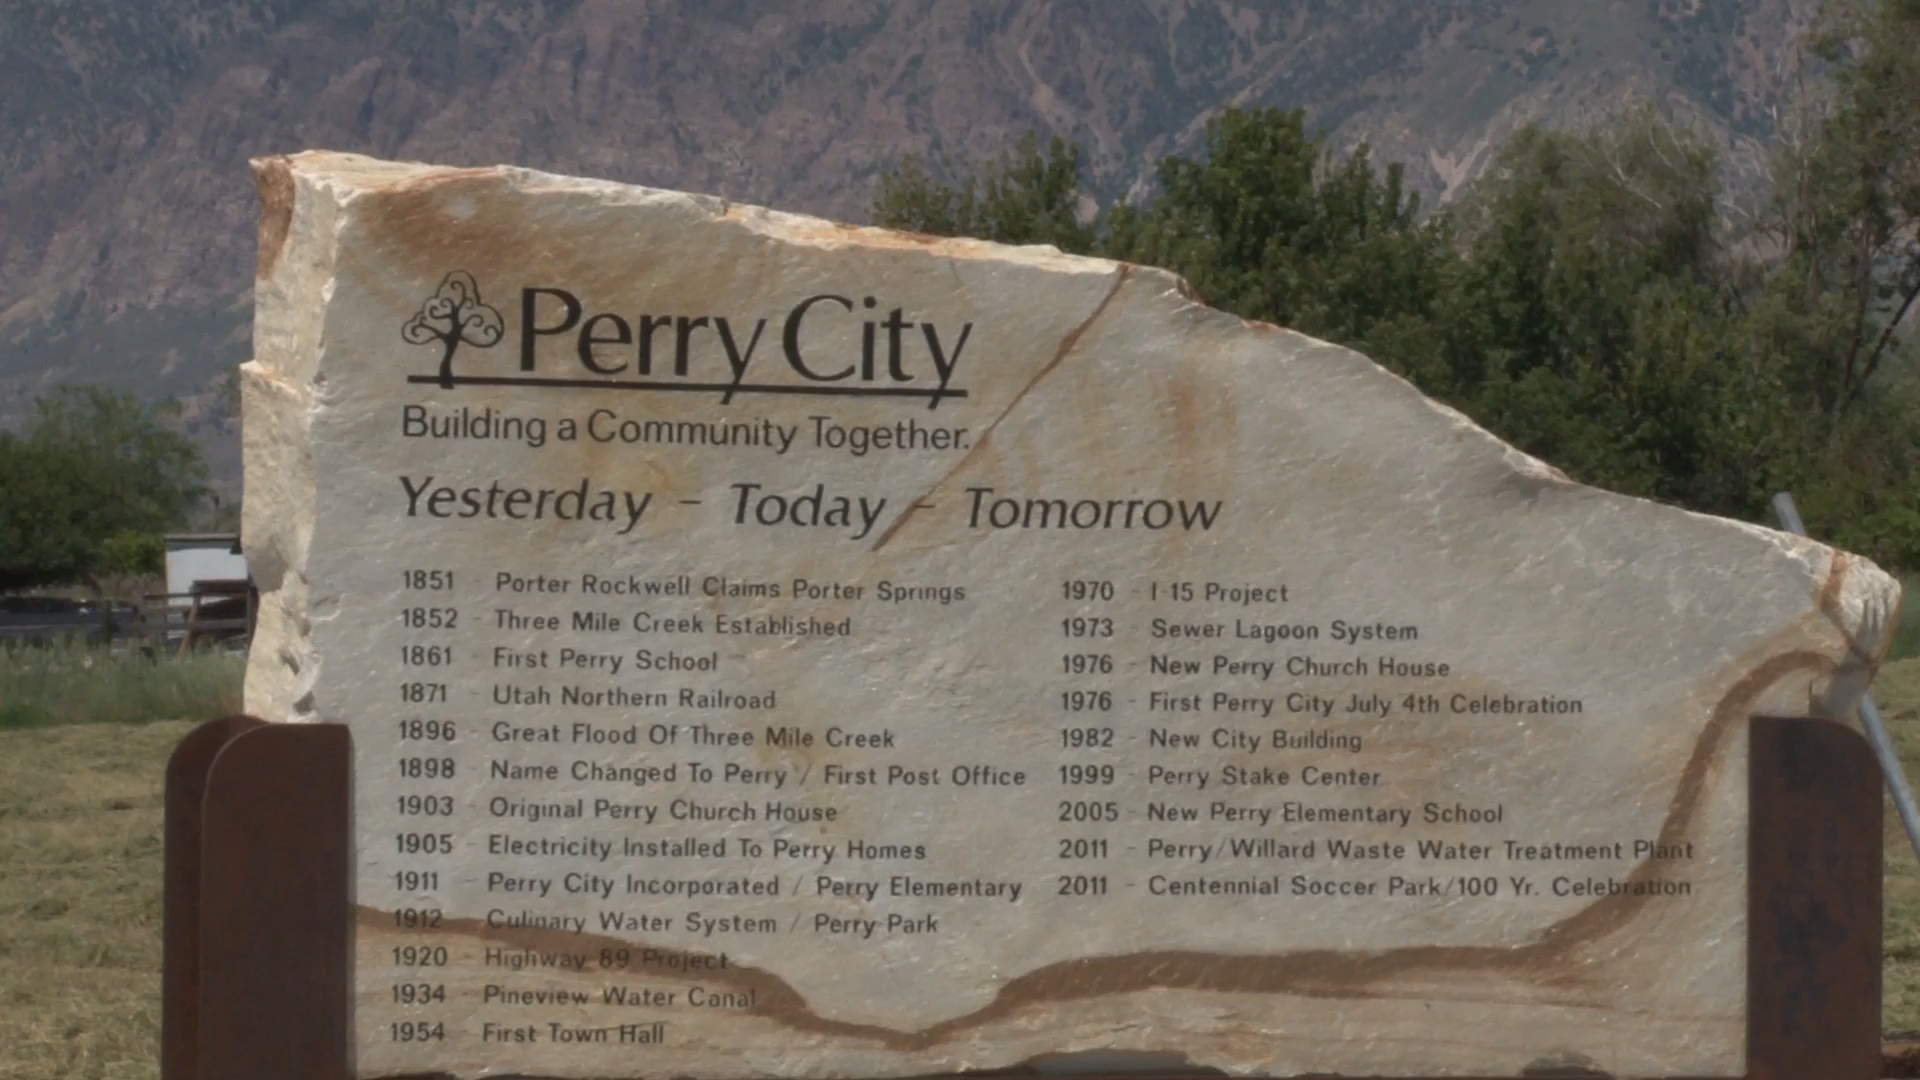 Perry City
Building a Community Together.
Yesterday - Today - Tomorrow
1851 - Porter Rockwell Claims Porter Springs
1852 - Three Mile Creek Established
1861 - First Perry School
1871 - Utah Northern Railroad
1896 - Great Flood Of Three Mile Creek
1898 - Name Changed To Perry / First Post Office
1903 - Original Perry Church House
1905 - Electricity Installed To Perry Homes
1911 - Perry City Incorporated / Perry Elementary
1912 - Culinary Water System / Perry Park
1920 - Highway 89 Project
1934 - Pineview Water Canal
1954 - First Town Hall
1970 - I-15 Project
1973 - Sewer Lagoon System
1976 - New Perry Church House
1976 - First Perry City July 4th Celebration
1982 - New City Building
1999 - Perry Stake Center
2005 - New Perry Elementary School
2011 - Perry/Willard Waste Water Treatment Plant
2011 - Centennial Soccer Park/100 Yr. Celebration